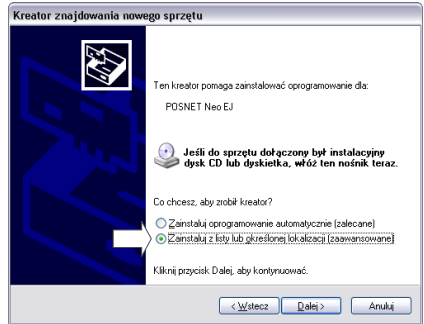 Kreator znajdowania nowego sprzętu
Ten kreator pomaga zainstalować oprogramowanie dla:
POSNET Neo EJ
Jeśli do sprzętu dołączony był instalacyjny
dysk CD lub dyskietka, włóż ten nośnik teraz.
Co chcesz, aby zrobił kreator?
Zainstaluj oprogramowanie automatycznie (zalecane)
Zainstaluj z listy lub określonej lokalizacji (zaawansowane)
Kliknij przycisk Dalej, aby kontynuować.
< Wstecz
Dalej >
Anuluj